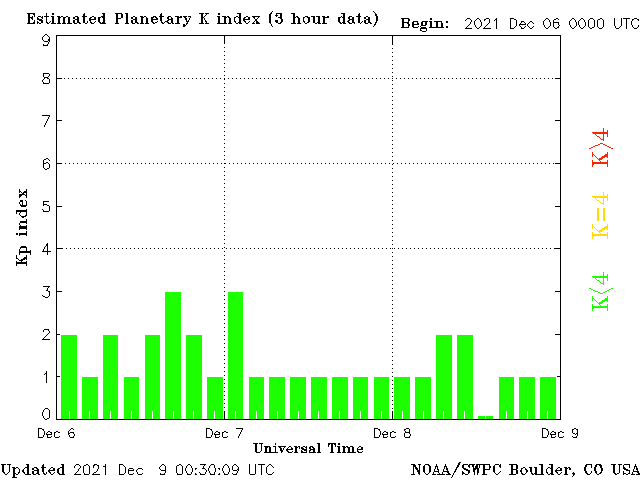 Estimated Planetary K index (3 hour data) Begin: 2021 Dec 06 0000 UTC
9
8
7
6
5
4
3
2
1
0
Kp index
K>4
K=4
K<4
Dec 6 Dec 7 Dec 8 Dec 9
Universal Time
Updated 2021 Dec 9 00:30:09 UTC NOAA/SWPC Boulder, CO USA